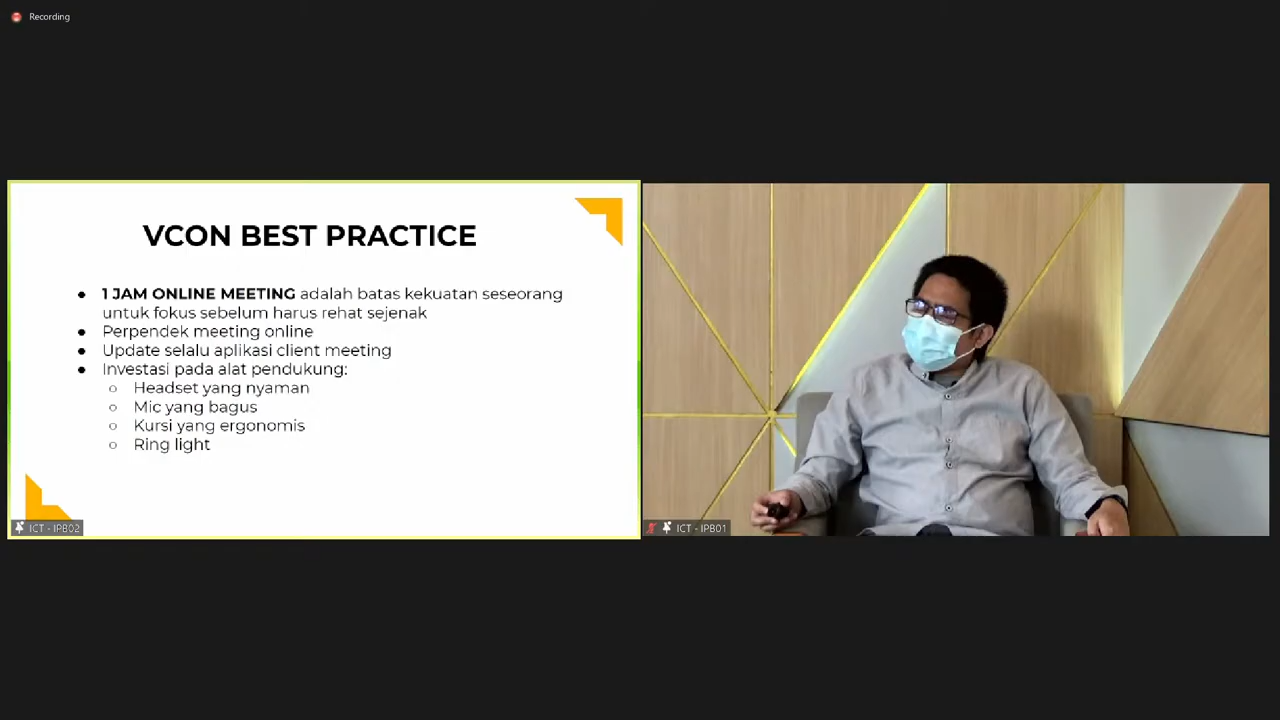 Recording
VCON BEST PRACTICE
● 1 JAM ONLINE MEETING adalah batas kekuatan seseorang
untuk fokus sebelum harus rehat sejenak
● Perpendek meeting online
● Update selalu aplikasi client meeting
● Investasi pada alat pendukung:
○ Headset yang nyaman
○ Mic yang bagus
○ Kursi yang ergonomis
○ Ring light
ICT - IPB02
ICT - IPB01